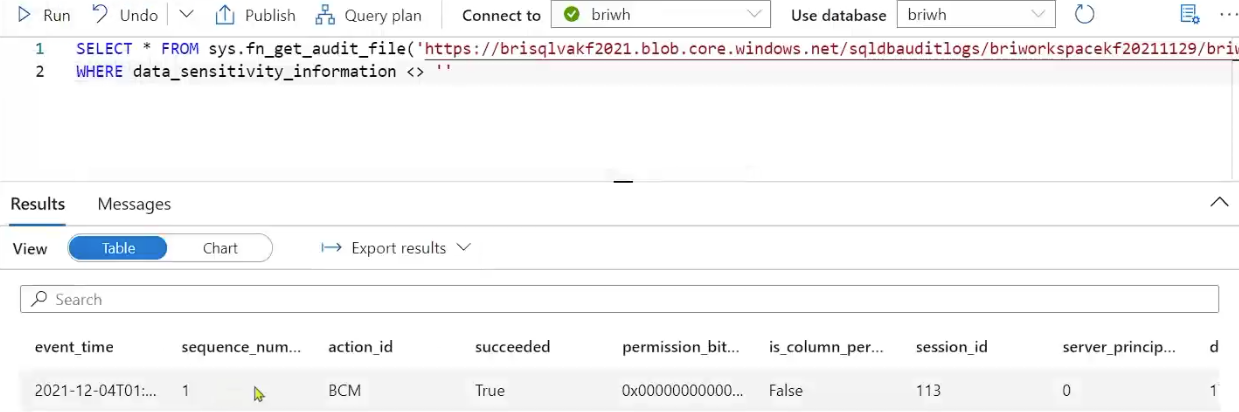 Run Undo Publish Query plan Connect to briwh Use database briwh ...
1 SELECT * FROM sys.fn_get_audit_file('https://brisqlvakf2021.blob.core.windows.net/sqldbauditlogs/briworkspacekf20211129/briw
2 WHERE data_sensitivity_information <> ''
Results Messages
View Table Chart Export results
Search
event_time sequence_num... action_id succeeded permission_bit... is_column_per... session_id server_princip... d
2021-12-04T01:... 1 BCM True 0x00000000000... False 113 0 1